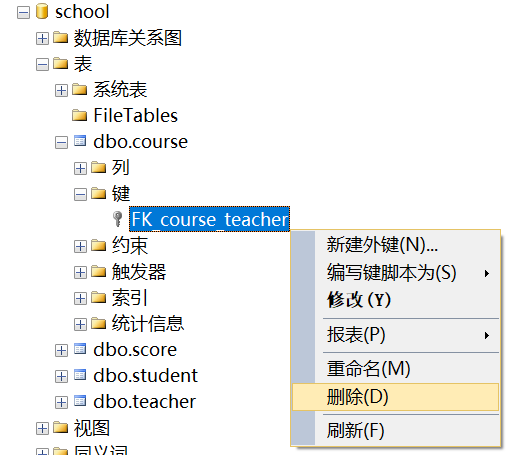 school
数据库关系图
表
系统表
FileTables
dbo.course
列
键
FK_course_teacher
约束
触发器
索引
统计信息
dbo.score
dbo.student
dbo.teacher
视图
同义词
新建外键(N)...
编写键脚本为(S)
修改(Y)
报表(P)
重命名(M)
删除(D)
刷新(F)